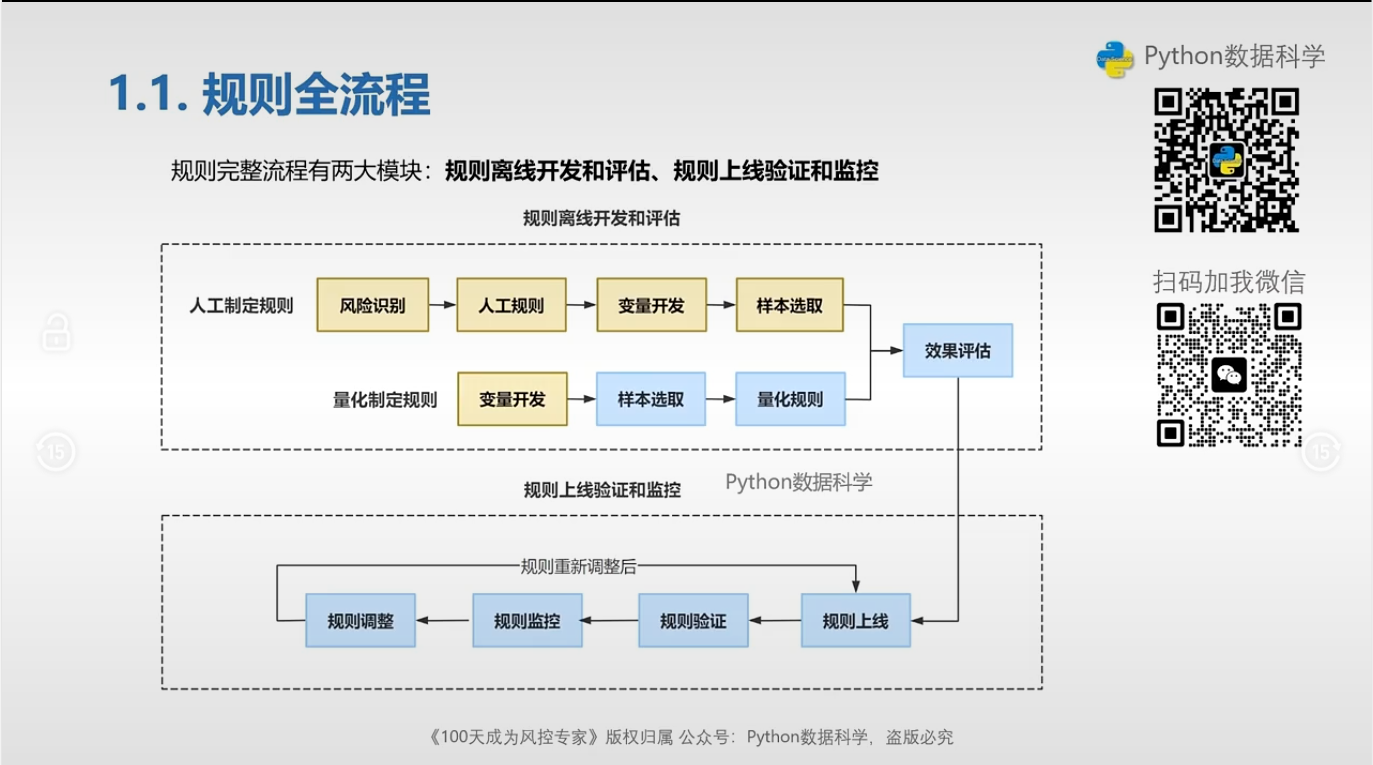 Python数据科学
1.1. 规则全流程
规则完整流程有两大模块：规则离线开发和评估、规则上线验证和监控
规则离线开发和评估
扫码加我微信
人工制定规则
风险识别
人工规则
变量开发
样本选取
效果评估
量化制定规则
变量开发
样本选取
量化规则
15
15
规则上线验证和监控
Python数据科学
规则重新调整后
规则调整
规则监控
规则验证
规则上线
《100天成为风控专家》版权归属 公众号：Python数据科学，盗版必究